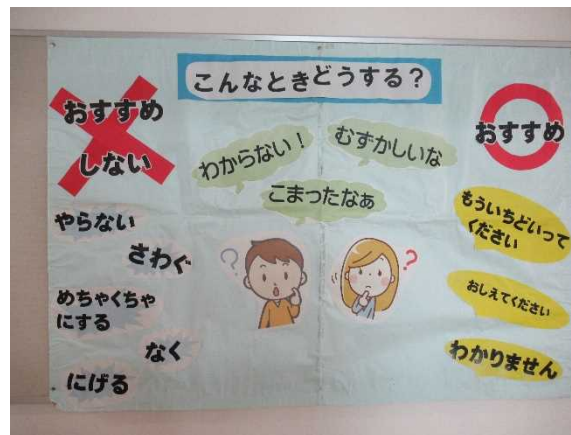 こんなときどうする？
おすすめ
しない
わからない！
むずかしいな
こまったなぁ
おすすめ
やらない
さわぐ
めちゃくちゃ
にする
なく
にげる
?
?
もういちどいって
ください
おしえてください
わかりません